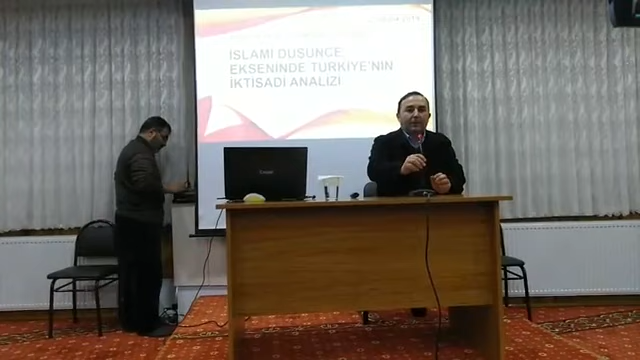 İSLAMİ DÜŞÜNCE
EKSENİNDE TÜRKİYE'NİN
İKTİSADİ ANALİZİ